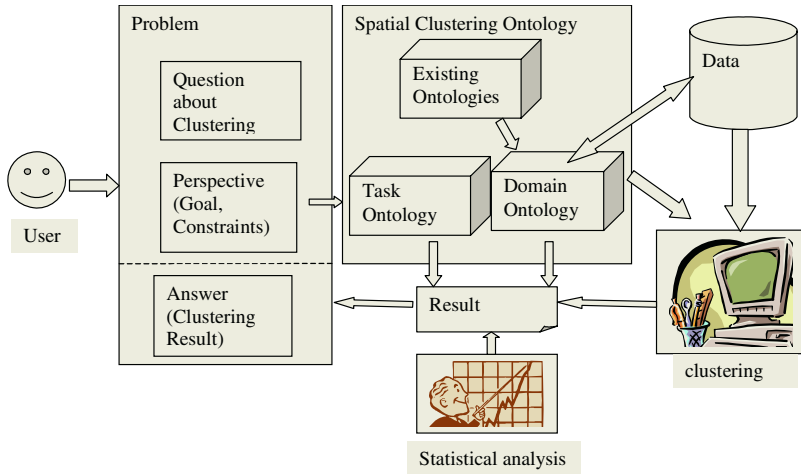 Problem
Question
about
Clustering
Perspective
(Goal,
Constraints)
Answer
(Clustering
Result)
User
Spatial Clustering Ontology
Existing
Ontologies
Task
Ontology
Domain
Ontology
Data
Result
clustering
Statistical analysis